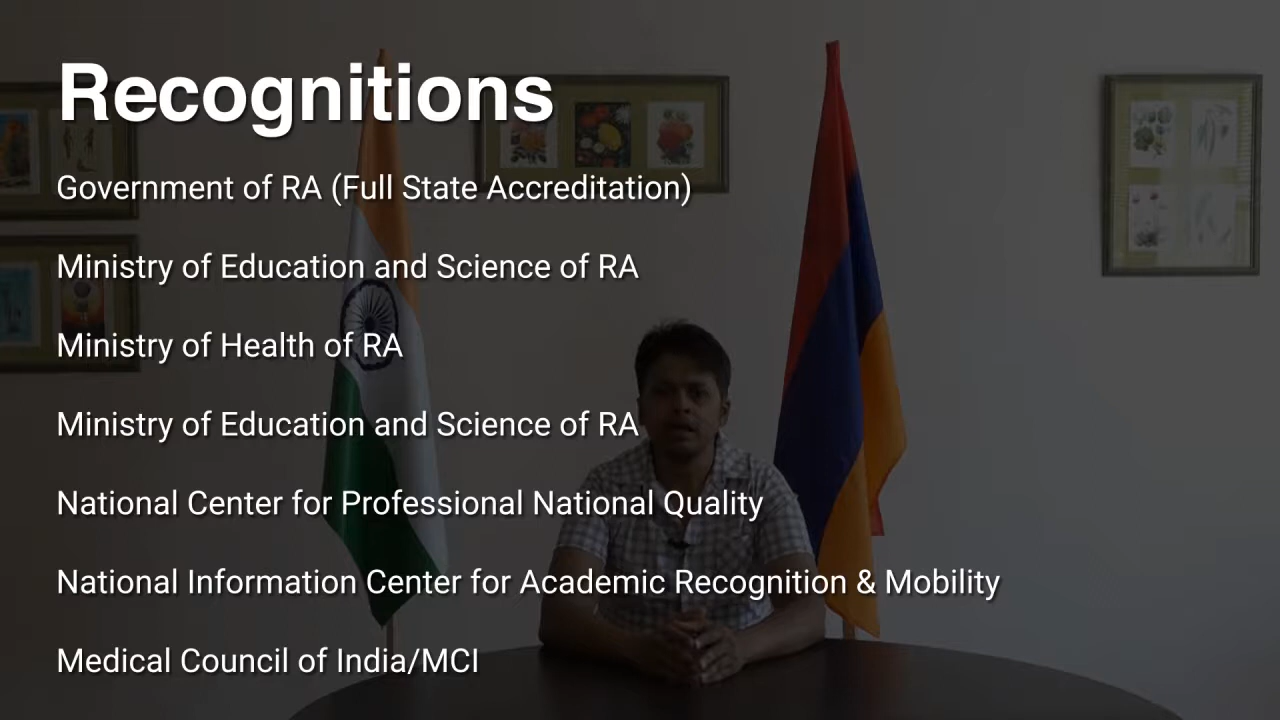 Recognitions
Government of RA (Full State Accreditation)
Ministry of Education and Science of RA
Ministry of Health of RA
Ministry of Education and Science of RA
National Center for Professional National Quality
National Information Center for Academic Recognition & Mobility
Medical Council of India/MCI